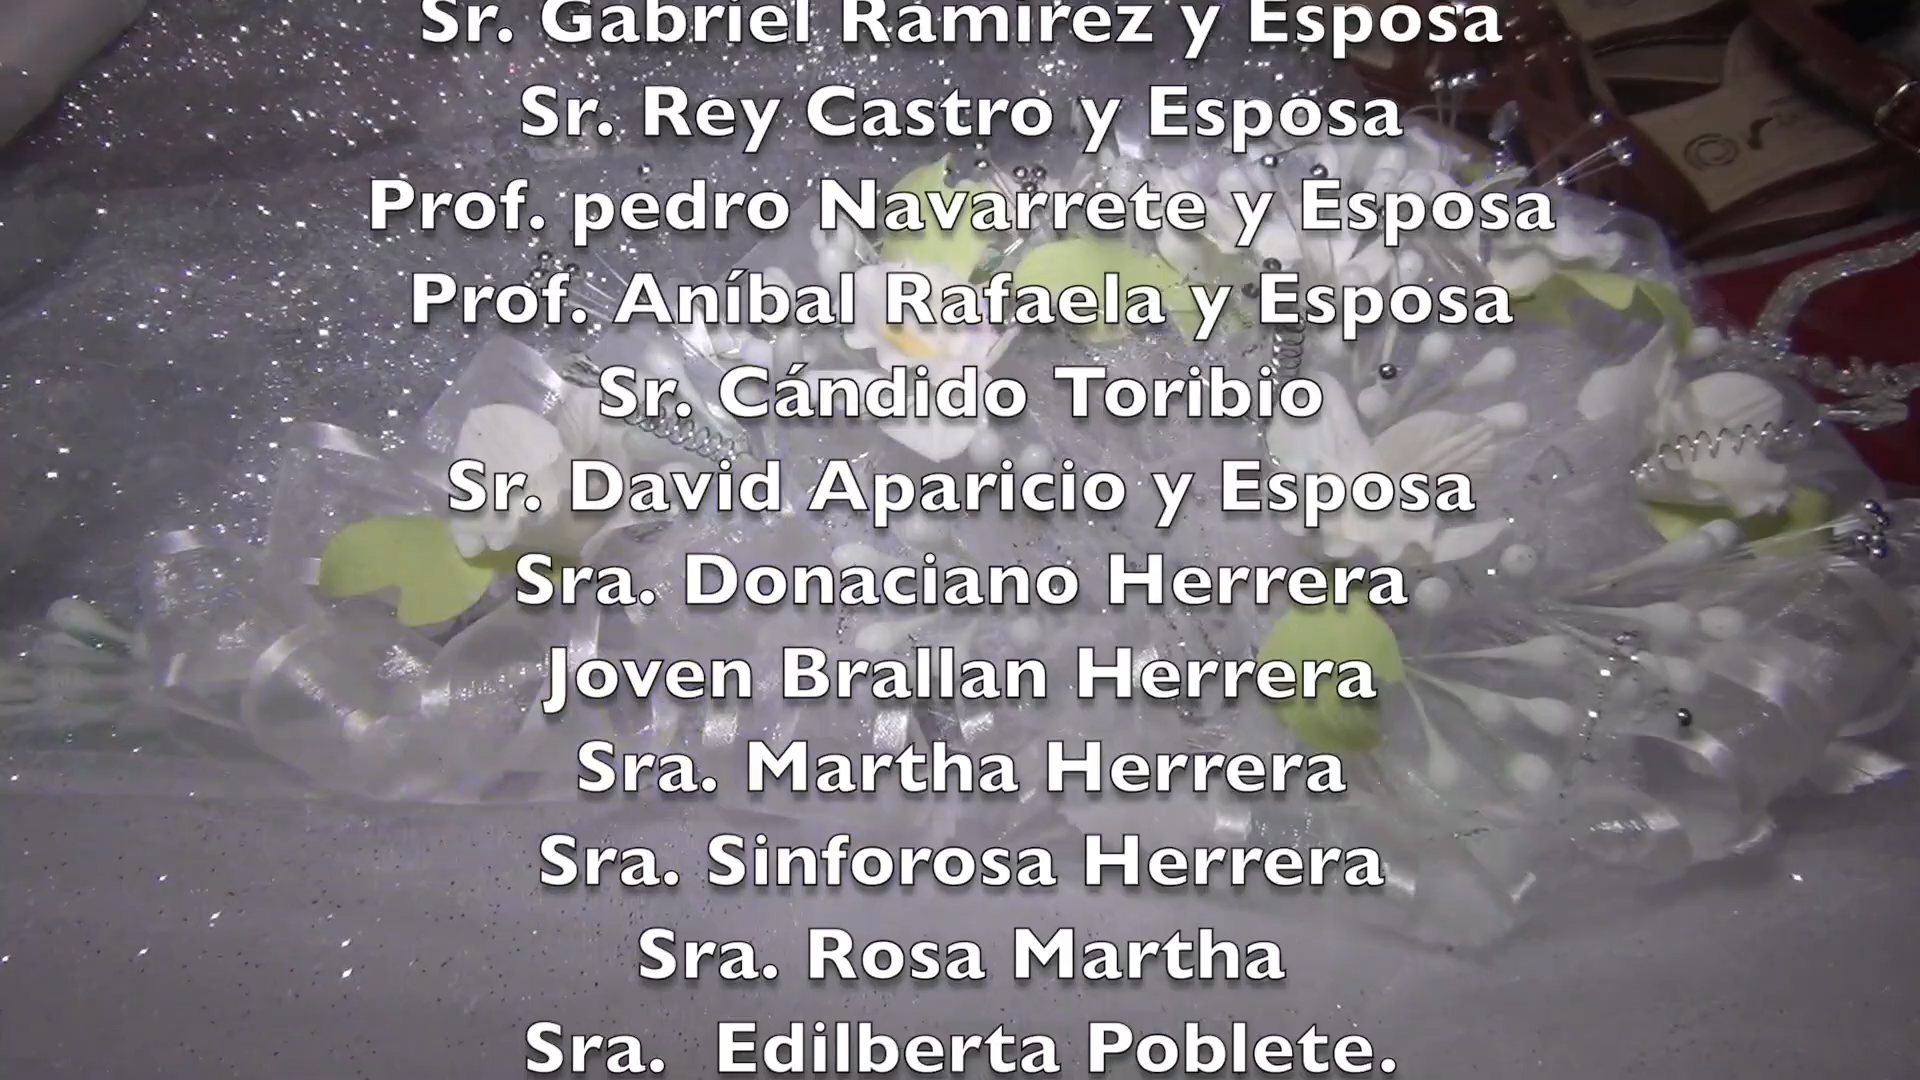 Sr. Gabriel Ramirez y Esposa
Sr. Rey Castro y Esposa
Prof. pedro Navarrete y Esposa
Prof. Aníbal Rafaela y Esposa
Sr. Cándido Toribio
Sr. David Aparicio y Esposa
Sra. Donaciano Herrera
Joven Brallan Herrera
Sra. Martha Herrera
Sra. Sinforosa Herrera
Sra. Rosa Martha
Sra.  Edilberta Poblete.